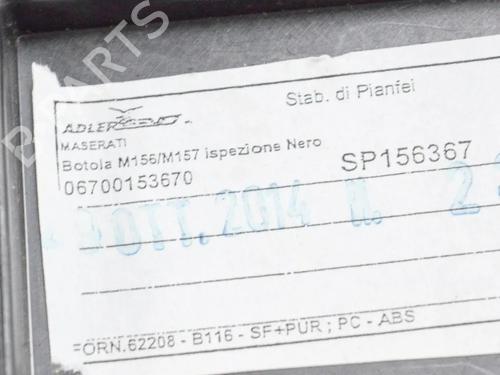 PARTS
Stab. di Pianfei
ADLER
MASERATI
Botola M156/M157 ispezione Nero
06700153670
SP156367
OTT. 2014 N. 2
FORN.62208 - B116 - SF+PUR ; PC - ABS